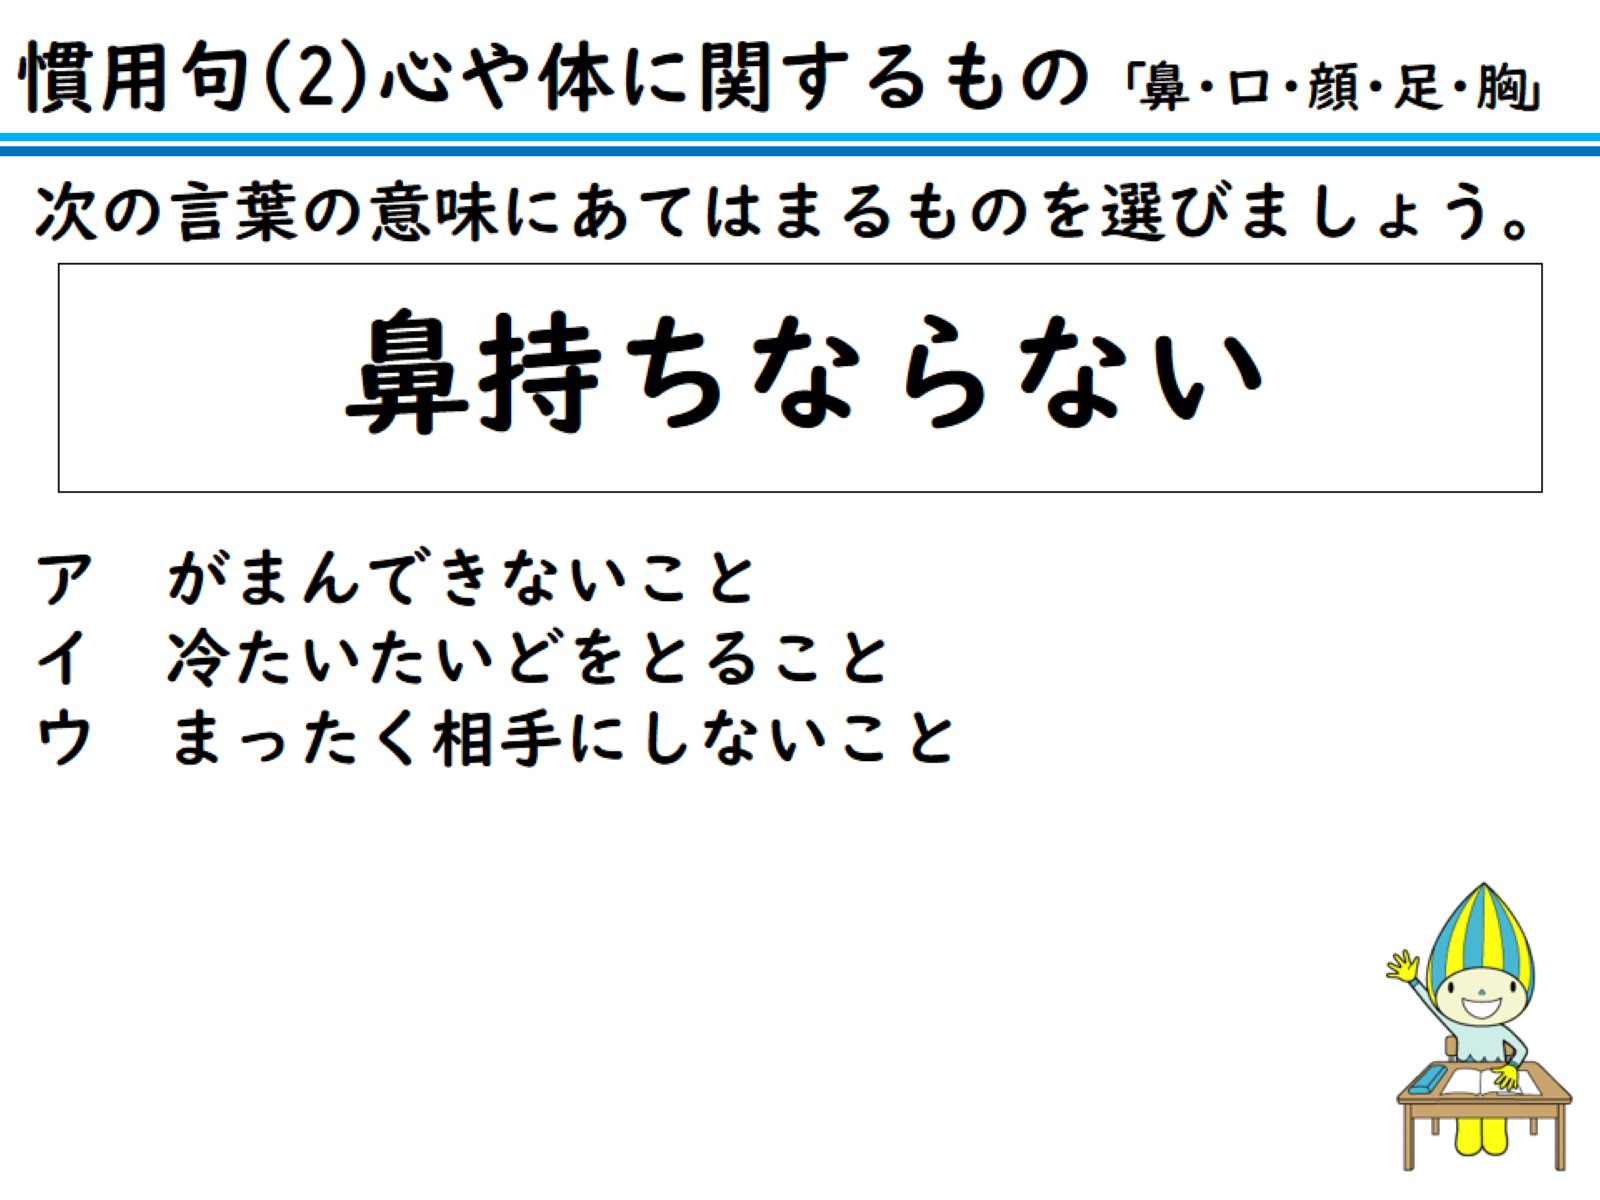 慣用句(2)心や体に関するもの「鼻・口・顔・足・胸」
次の言葉の意味にあてはまるものを選びましょう。
鼻持ちならない
ア　がまんできないこと
イ　冷たいたいどをとること
ウ　まったく相手にしないこと